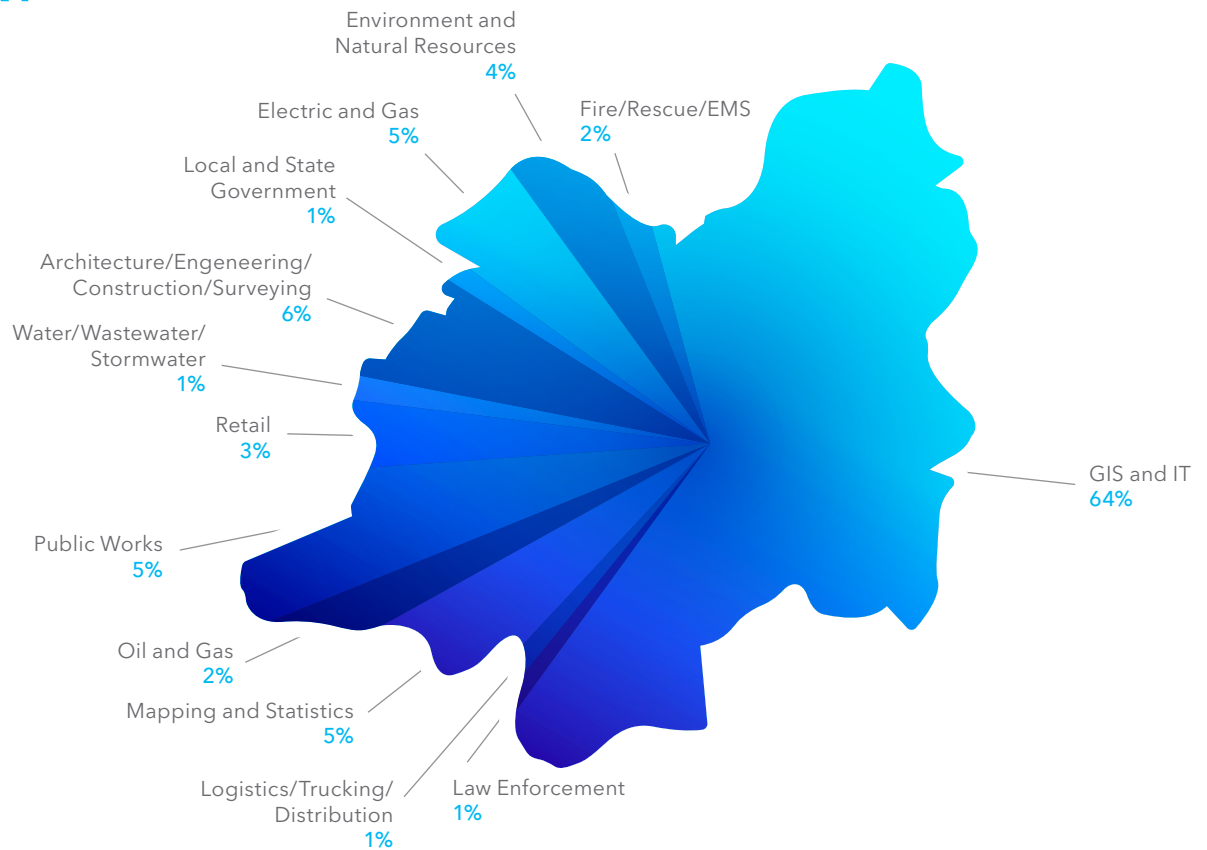 Environment and
Natural Resources
4%
Fire/Rescue/EMS
2%
Electric and Gas
5%
Local and State
Government
1%
Architecture/Engeneering/
Construction/Surveying
6%
Water/Wastewater/
Stormwater
1%
Retail
3%
GIS and IT
64%
Public Works
5%
Oil and Gas
2%
Mapping and Statistics
5%
Logistics/Trucking/
Distribution
1%
Law Enforcement
1%